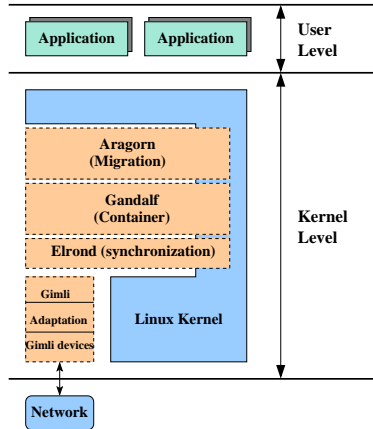 Application
Application
User
Level
Aragorn
(Migration)
Gandalf
(Container)
Elrond (synchronization)
Kernel
Level
Gimli
Adaptation
Gimli devices
Linux Kernel
Network